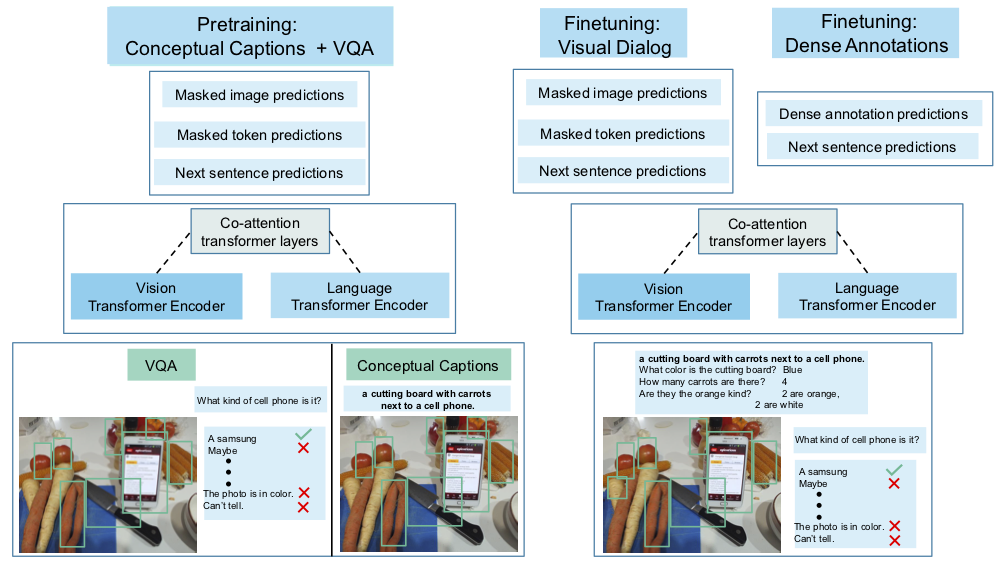 Pretraining:
Conceptual Captions + VQA
Masked image predictions
Masked token predictions
Next sentence predictions
Co-attention
transformer layers
Vision
Transformer Encoder
Language
Transformer Encoder
VQA
What kind of cell phone is it?
A samsung
Maybe
The photo is in color.
Can't tell.
Conceptual Captions
a cutting board with carrots
next to a cell phone.
Finetuning:
Visual Dialog
Masked image predictions
Masked token predictions
Next sentence predictions
Finetuning:
Dense Annotations
Dense annotation predictions
Next sentence predictions
Co-attention
transformer layers
Vision
Transformer Encoder
Language
Transformer Encoder
a cutting board with carrots next to a cell phone.
What color is the cutting board? Blue
How many carrots are there? 4
Are they the orange kind? 2 are orange,
2 are white
What kind of cell phone is it?
A samsung
Maybe
The photo is in color.
Can't tell.